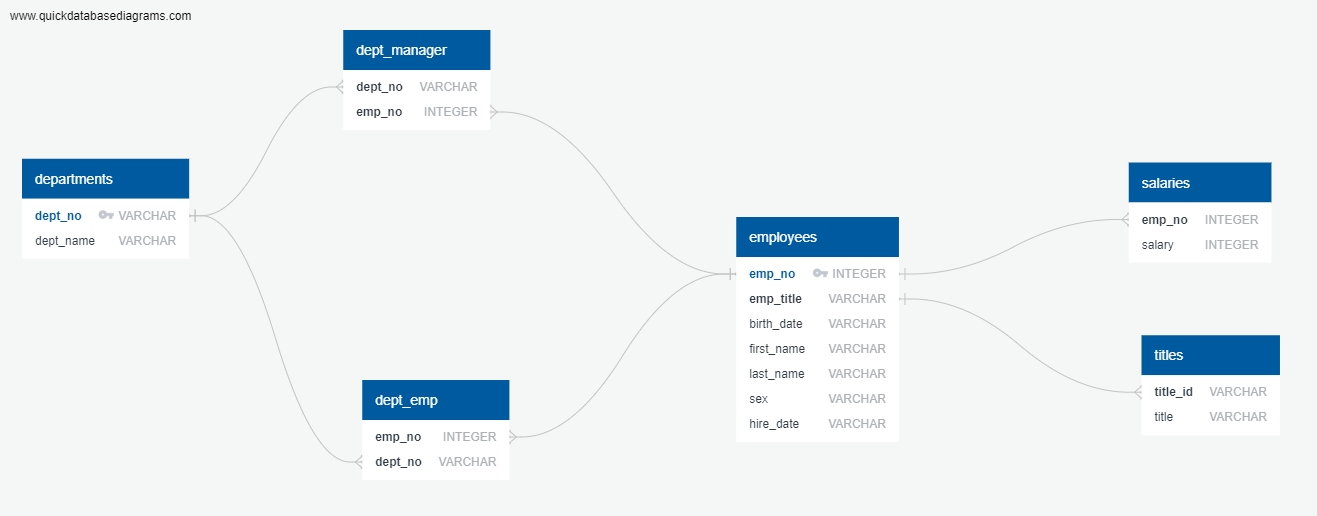 www.quickdatabasediagrams.com
dept_manager
dept_no VARCHAR
emp_no INTEGER
departments
dept_no VARCHAR
dept_name VARCHAR
employees
emp_no INTEGER
emp_title VARCHAR
birth_date VARCHAR
first_name VARCHAR
last_name VARCHAR
sex VARCHAR
hire_date VARCHAR
salaries
emp_no INTEGER
salary INTEGER
titles
title_id VARCHAR
title VARCHAR
dept_emp
emp_no INTEGER
dept_no VARCHAR